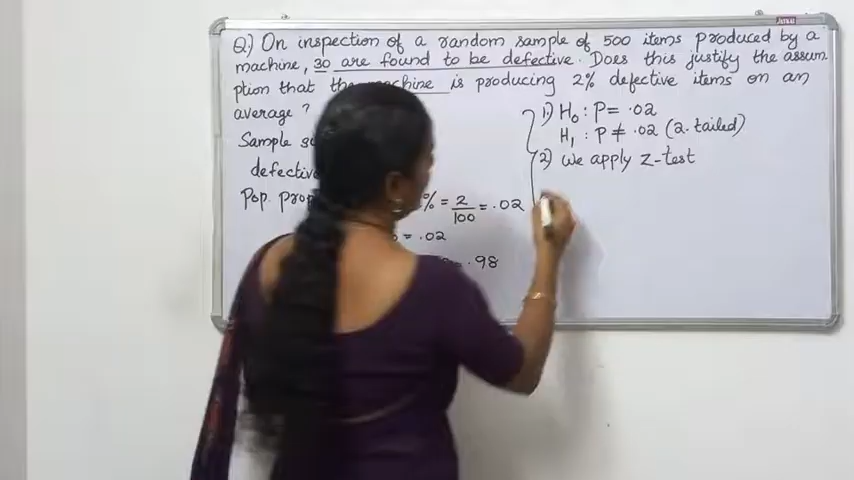 Q.) On inspection of a random sample of 500 items produced by a
machine, 30 are found to be defective. Does this justify the assum
ption that the machine is producing 2% defective items on an
average?
Sample
defective
Pop. prop
% = 2/100 = .02
= .02
= .98
1) H₀ : P = .02
H₁ : P ≠ .02 (2-tailed)
2) We apply Z-test